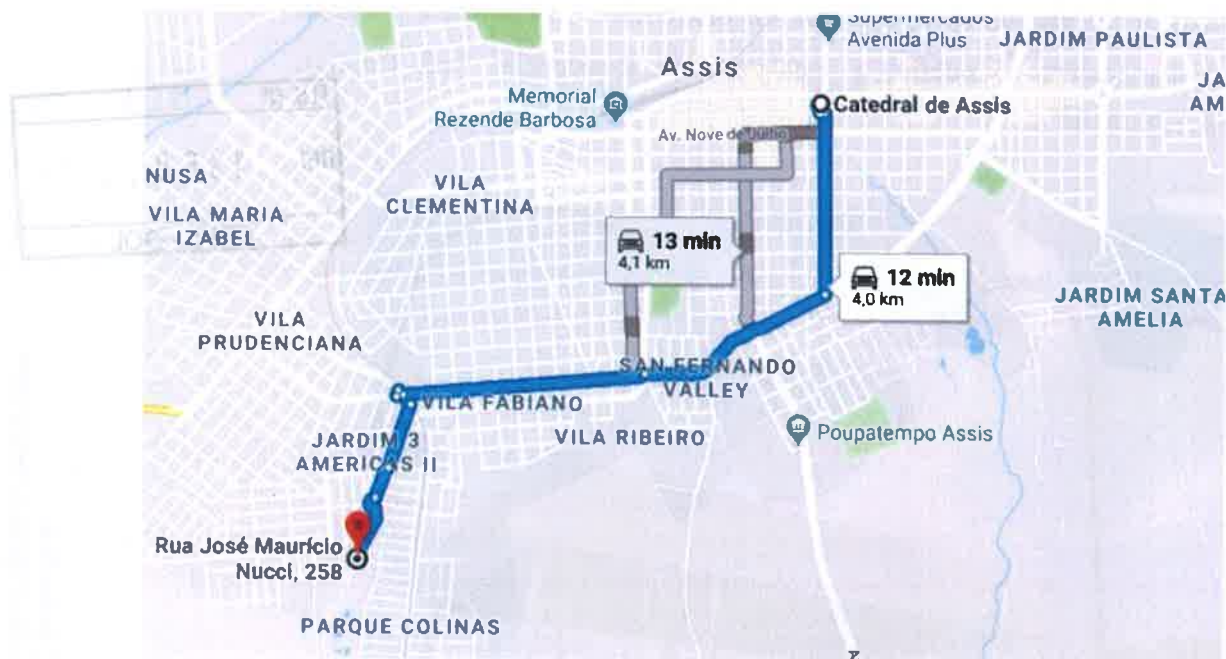 Supermercados
Avenida Plus
JARDIM PAULISTA
Assis
JA
AM
Memorial
Rezende Barbosa
Catedral de Assis
Av. Nove de Julho
NUSA
VILA
CLEMENTINA
VILA MARIA
IZABEL
13 min
4,1 km
12 min
4,0 km
JARDIM SANTA
AMELIA
VILA
PRUDENCIANA
SAN FERNANDO
VALLEY
VILA FABIANO
JARDIM 3
AMERICAS II
VILA RIBEIRO
Poupatempo Assis
Rua José Maurício
Nucci, 258
PARQUE COLINAS